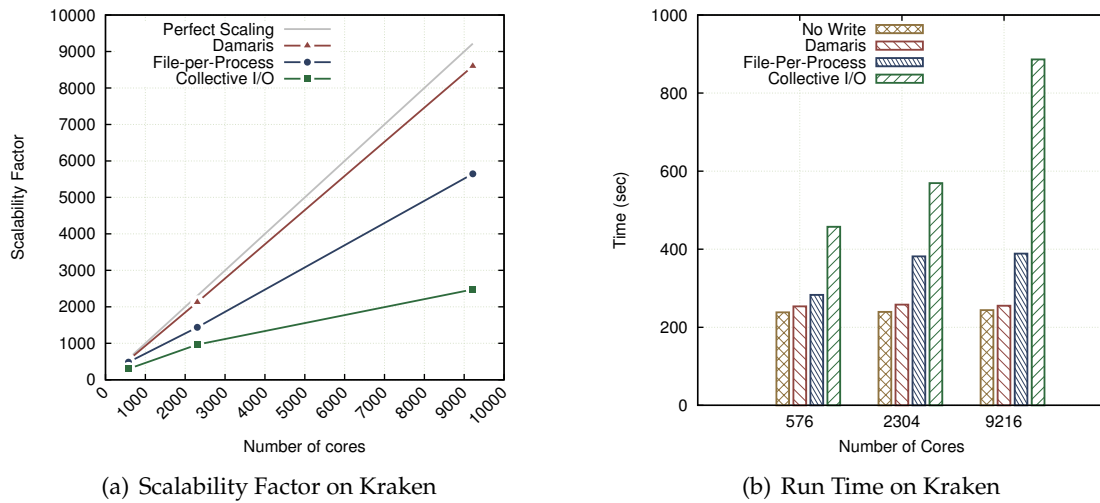 10000
9000
8000
7000
6000
5000
4000
3000
2000
1000
0
Scalability Factor
Perfect Scaling
Damaris
File-per-Process
Collective I/O
0
1000
2000
3000
4000
5000
6000
7000
8000
9000
10000
Number of cores
(a) Scalability Factor on Kraken
1000
800
600
400
200
0
Time (sec)
No Write
Damaris
File-Per-Process
Collective I/O
576
2304
9216
Number of Cores
(b) Run Time on Kraken